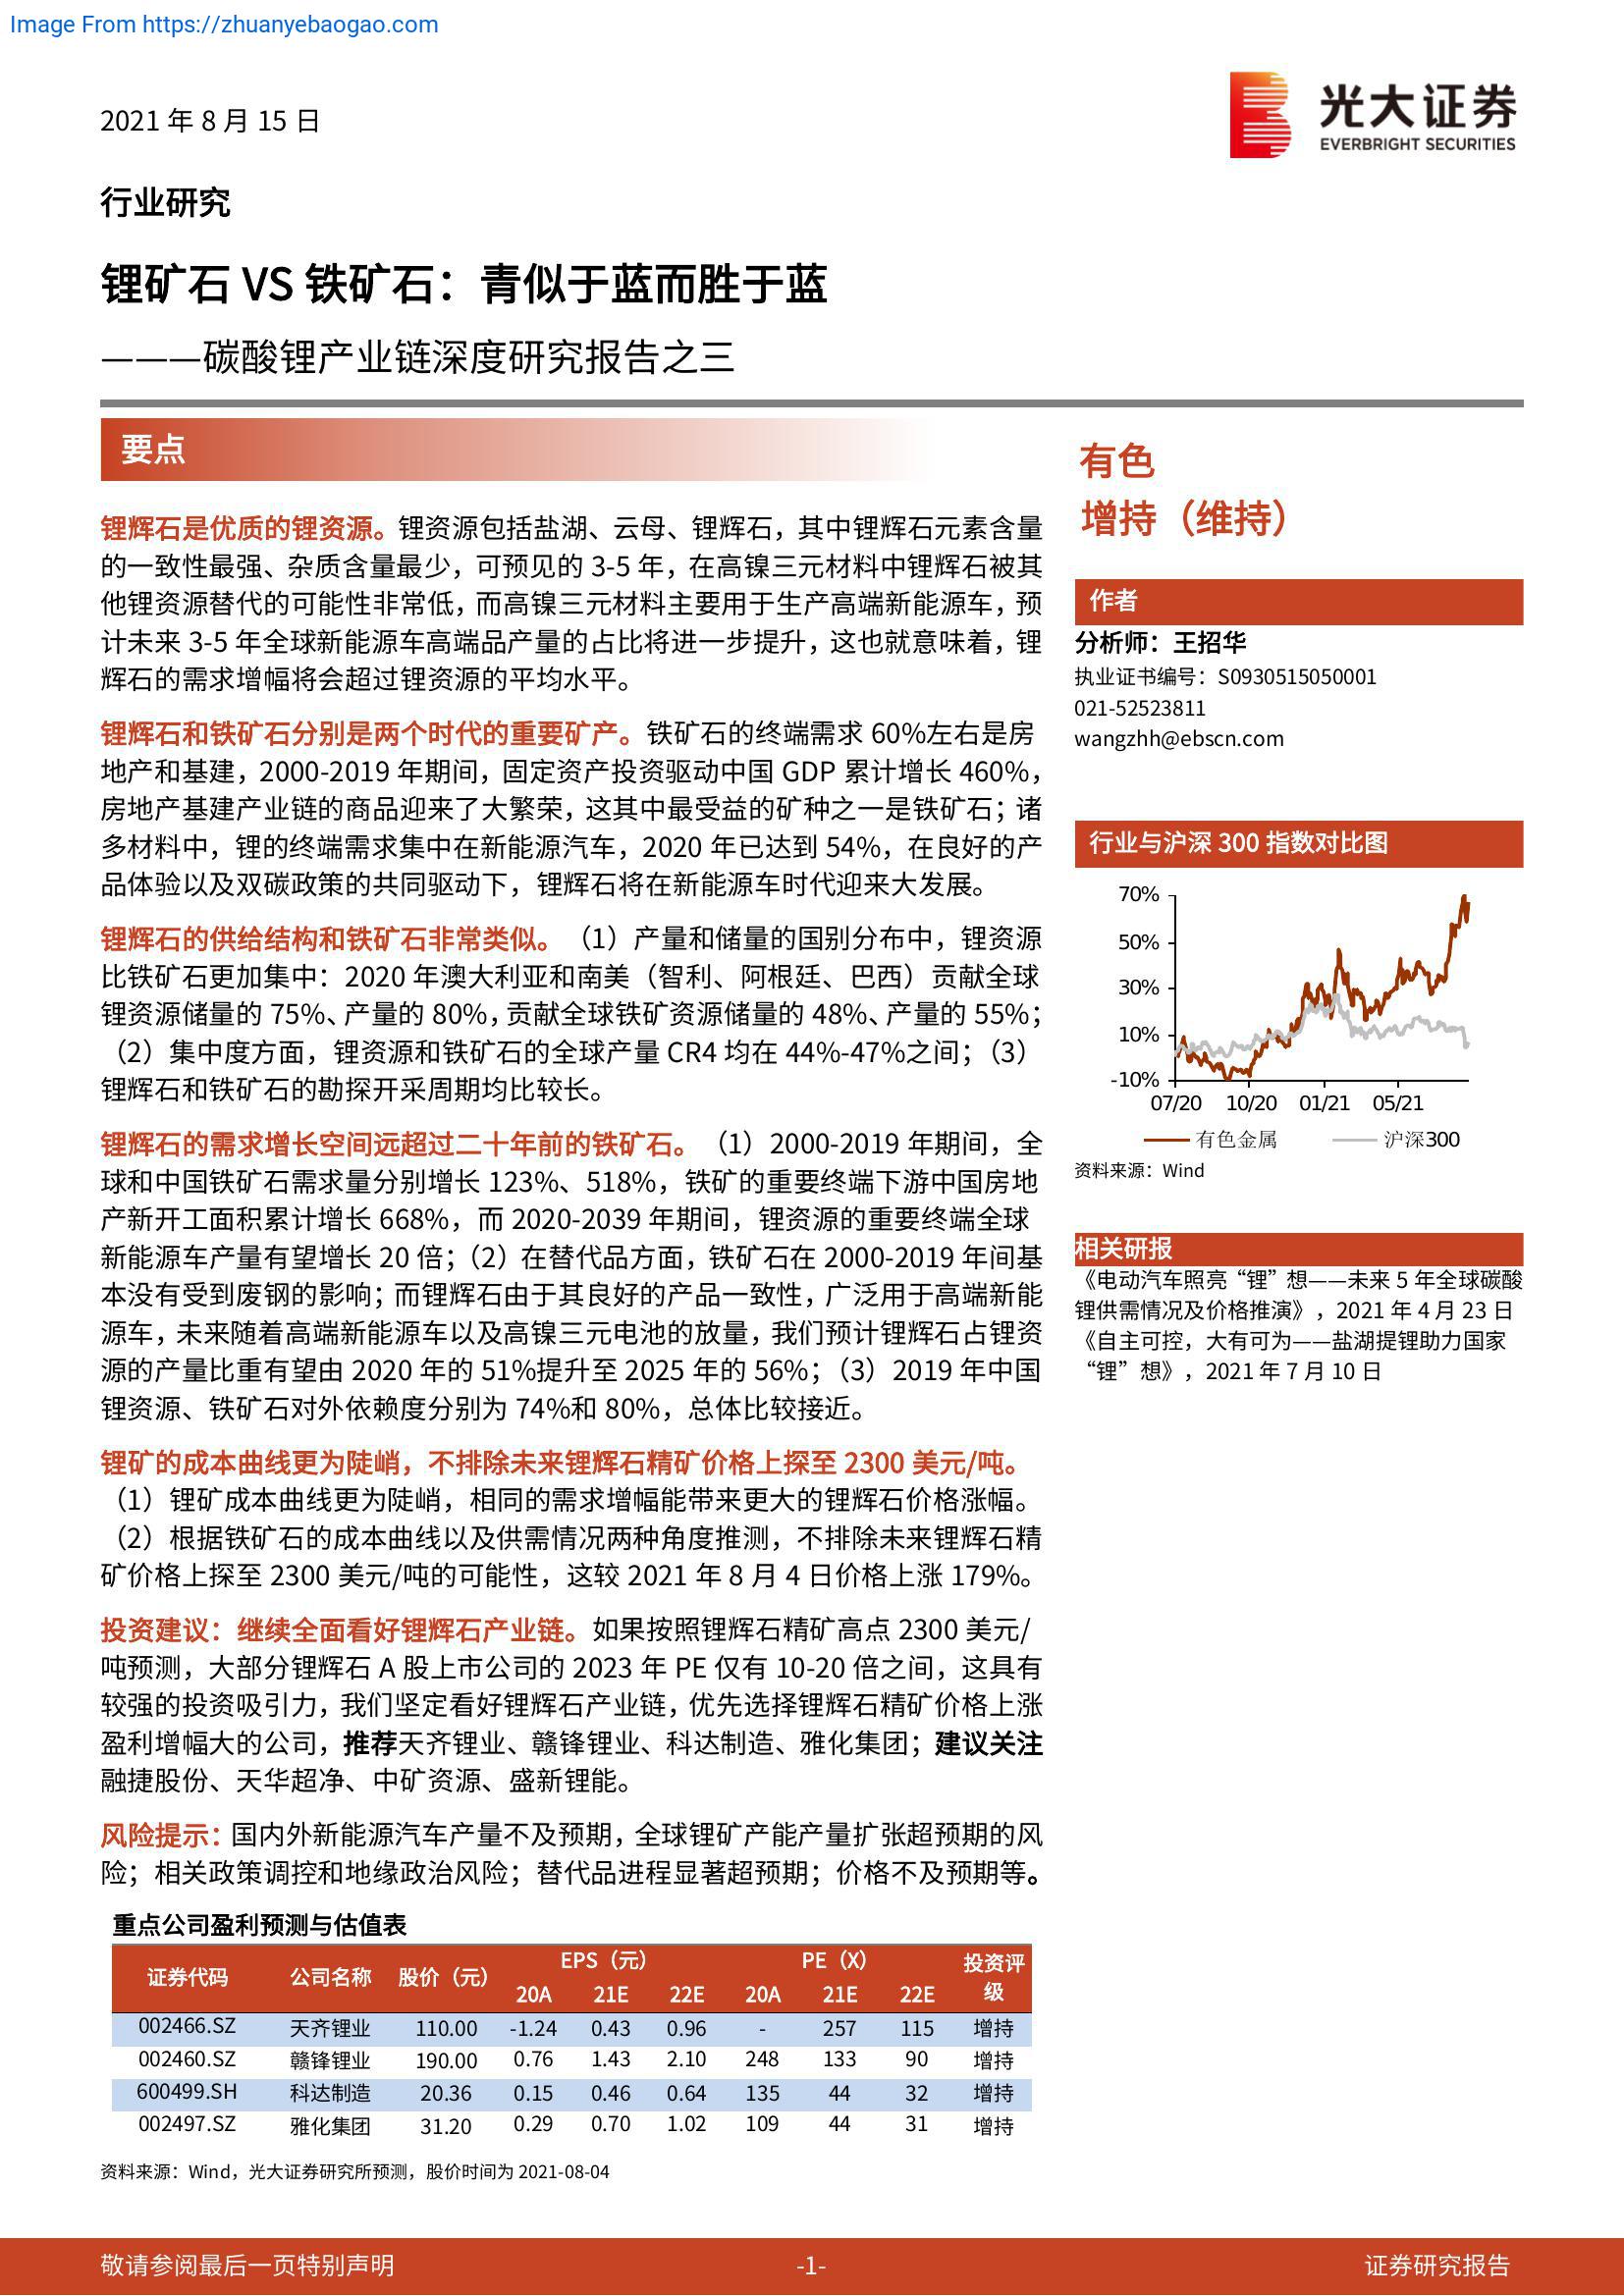 Image From https://zhuanyebaogao.com
2021 年 8 月 15 日
光大证券
EVERBRIGHT SECURITIES
行业研究
锂矿石 VS 铁矿石：青似于蓝而胜于蓝
———碳酸锂产业链深度研究报告之三
要点
锂辉石是优质的锂资源。锂资源包括盐湖、云母、锂辉石，其中锂辉石元素含量
的一致性最强、杂质含量最少，可预见的 3-5 年，在高镍三元材料中锂辉石被其
他锂资源替代的可能性非常低，而高镍三元材料主要用于生产高端新能源车，预
计未来 3-5 年全球新能源车高端品产量的占比将进一步提升，这也就意味着，锂
辉石的需求增幅将会超过锂资源的平均水平。
锂辉石和铁矿石分别是两个时代的重要矿产。铁矿石的终端需求 60%左右是房
地产和基建，2000-2019 年期间，固定资产投资驱动中国 GDP 累计增长 460%，
房地产基建产业链的商品迎来了大繁荣，这其中最受益的矿种之一是铁矿石；诸
多材料中，锂的终端需求集中在新能源汽车，2020 年已达到 54%，在良好的产
品体验以及双碳政策的共同驱动下，锂辉石将在新能源车时代迎来大发展。
锂辉石的供给结构和铁矿石非常类似。（1）产量和储量的国别分布中，锂资源
比铁矿石更加集中：2020 年澳大利亚和南美（智利、阿根廷、巴西）贡献全球
锂资源储量的 75%、产量的 80%，贡献全球铁矿资源储量的 48%、产量的 55%；
（2）集中度方面，锂资源和铁矿石的全球产量 CR4 均在 44%-47%之间；（3）
锂辉石和铁矿石的勘探开采周期均比较长。
锂辉石的需求增长空间远超过二十年前的铁矿石。（1）2000-2019 年期间，全
球和中国铁矿石需求量分别增长 123%、518%，铁矿的重要终端下游中国房地
产新开工面积累计增长 668%，而 2020-2039 年期间，锂资源的重要终端全球
新能源车产量有望增长 20 倍；（2）在替代品方面，铁矿石在 2000-2019 年间基
本没有受到废钢的影响；而锂辉石由于其良好的产品一致性，广泛用于高端新能
源车，未来随着高端新能源车以及高镍三元电池的放量，我们预计锂辉石占锂资
源的产量比重有望由 2020 年的 51%提升至 2025 年的 56%；（3）2019 年中国
锂资源、铁矿石对外依赖度分别为 74%和 80%，总体比较接近。
锂矿的成本曲线更为陡峭，不排除未来锂辉石精矿价格上探至 2300 美元/吨。
（1）锂矿成本曲线更为陡峭，相同的需求增幅能带来更大的锂辉石价格涨幅。
（2）根据铁矿石的成本曲线以及供需情况两种角度推测，不排除未来锂辉石精
矿价格上探至 2300 美元/吨的可能性，这较 2021 年 8 月 4 日价格上涨 179%。
投资建议：继续全面看好锂辉石产业链。如果按照锂辉石精矿高点 2300 美元/
吨预测，大部分锂辉石 A 股上市公司的 2023 年 PE 仅有 10-20 倍之间，这具有
较强的投资吸引力，我们坚定看好锂辉石产业链，优先选择锂辉石精矿价格上涨
盈利增幅大的公司，推荐天齐锂业、赣锋锂业、科达制造、雅化集团；建议关注
融捷股份、天华超净、中矿资源、盛新锂能。
风险提示：国内外新能源汽车产量不及预期，全球锂矿产能产量扩张超预期的风
险；相关政策调控和地缘政治风险；替代品进程显著超预期；价格不及预期等。
重点公司盈利预测与估值表
证券代码 公司名称 股价（元） EPS（元） PE（X） 投资评级
20A 21E 22E 20A 21E 22E
002466.SZ 天齐锂业 110.00 -1.24 0.43 0.96 - 257 115 增持
002460.SZ 赣锋锂业 190.00 0.76 1.43 2.10 248 133 90 增持
600499.SH 科达制造 20.36 0.15 0.46 0.64 135 44 32 增持
002497.SZ 雅化集团 31.20 0.29 0.70 1.02 109 44 31 增持
资料来源：Wind，光大证券研究所预测，股价时间为 2021-08-04
有色
增持（维持）
作者
分析师：王招华
执业证书编号：S0930515050001
021-52523811
wangzhh@ebscn.com
行业与沪深 300 指数对比图
70%
50%
30%
10%
-10%
07/20 10/20 01/21 05/21
有色金属 沪深300
资料来源：Wind
相关研报
《电动汽车照亮“锂”想——未来 5 年全球碳酸
锂供需情况及价格推演》，2021 年 4 月 23 日
《自主可控，大有可为——盐湖提锂助力国家
“锂”想》，2021 年 7 月 10 日
敬请参阅最后一页特别声明
-1-
证券研究报告